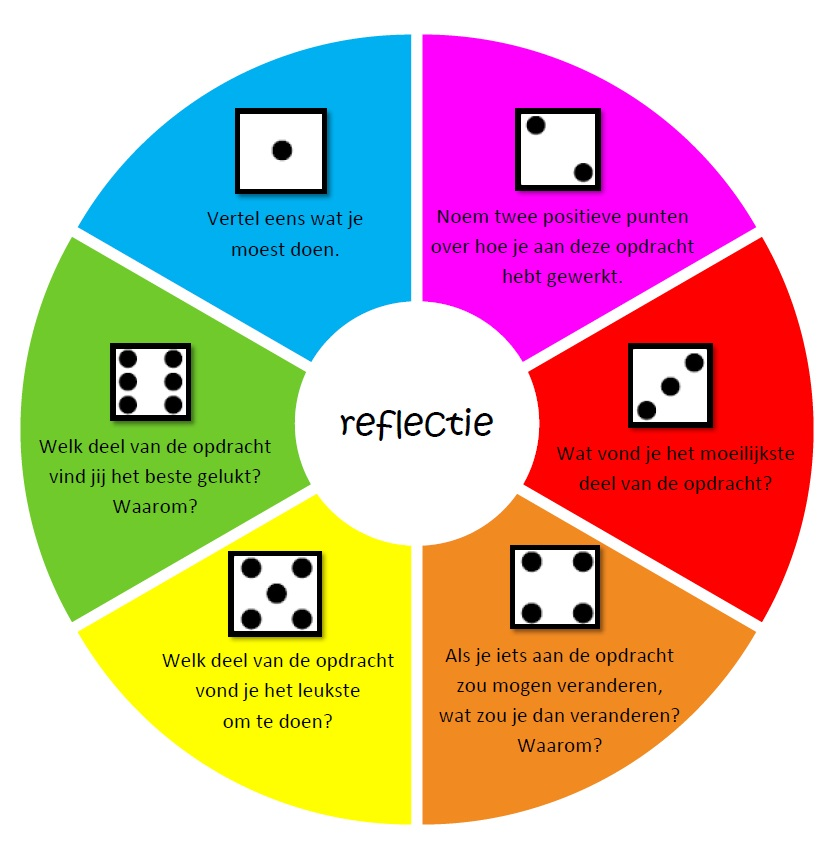 Vertel eens wat je
moest doen.
Noem twee positieve punten
over hoe je aan deze opdracht
hebt gewerkt.
Wat vond je het moeilijkste
deel van de opdracht?
Als je iets aan de opdracht
zou mogen veranderen,
wat zou je dan veranderen?
Waarom?
Welk deel van de opdracht
vond je het leukste
om te doen?
Welk deel van de opdracht
vind jij het beste gelukt?
Waarom?
reflectie